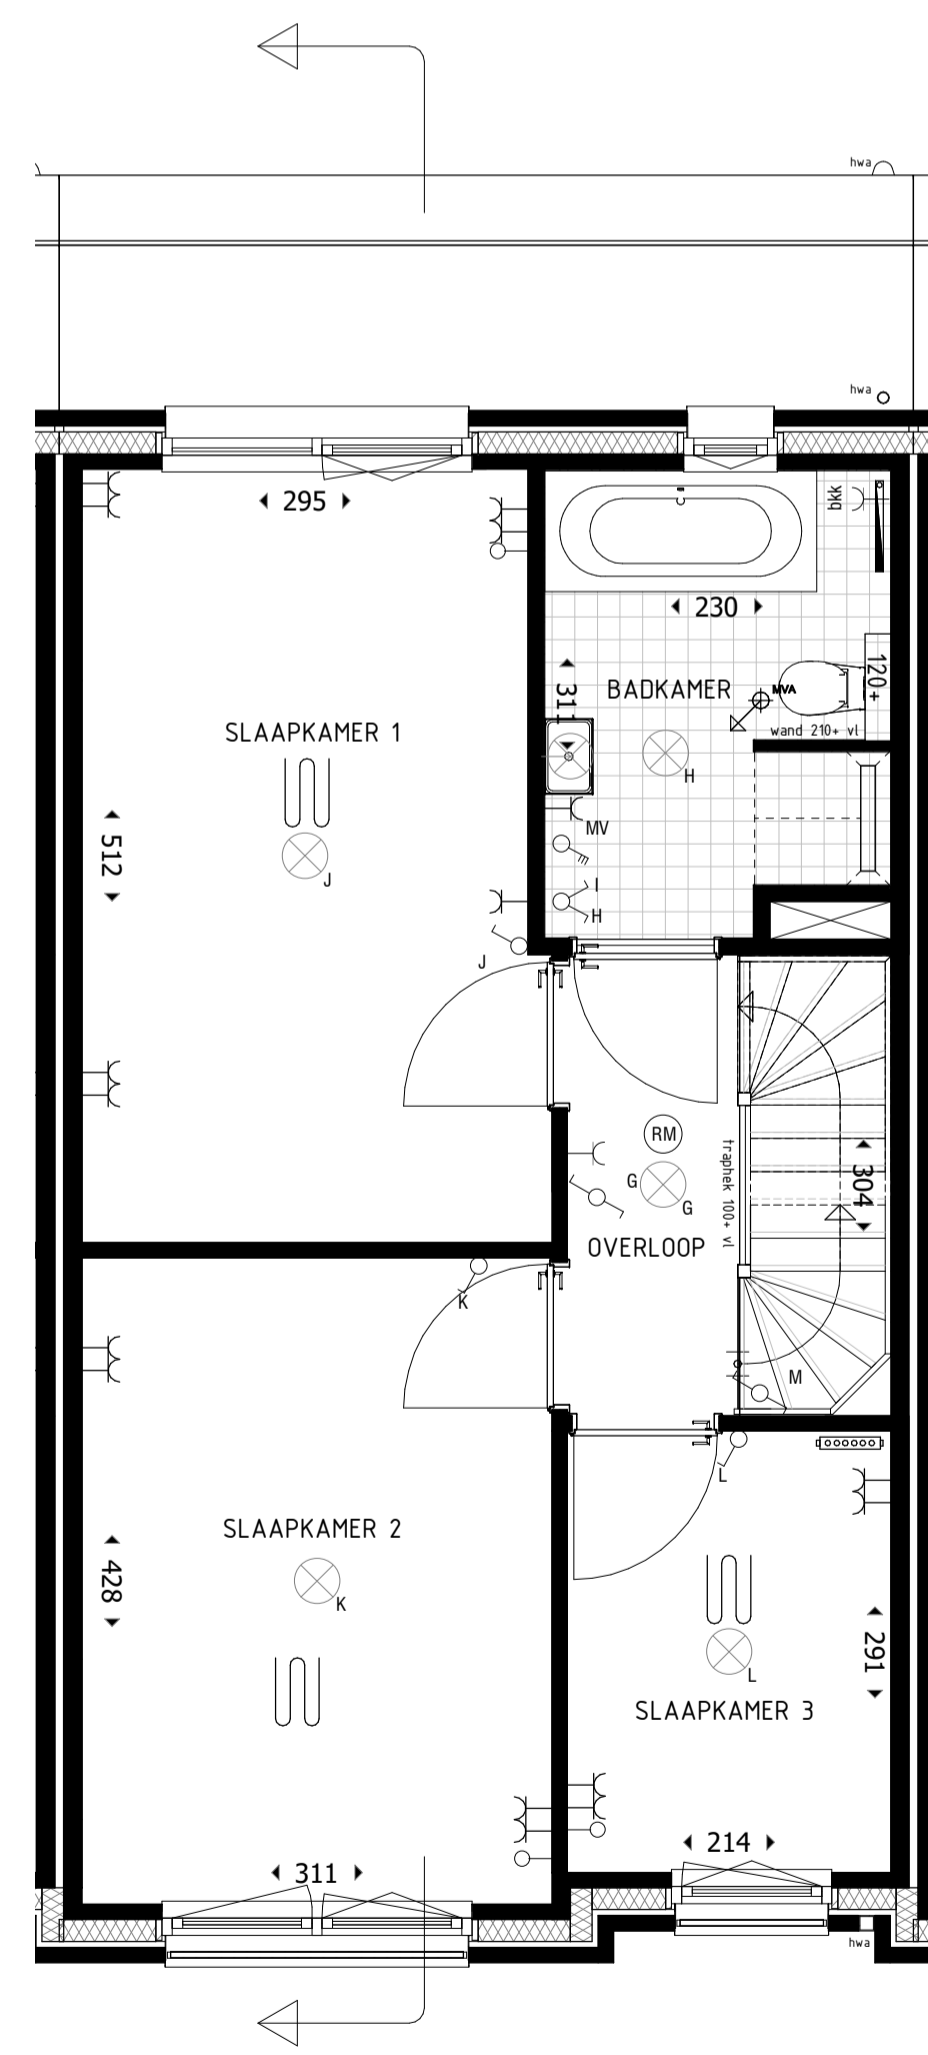 hwa
hwa
295
bkk
230
120+
311
BADKAMER
MVA
wand 210+ vl
SLAAPKAMER 1
H
512
J
MV
I
H
J
RM
G
G
traphek 100+ vl
304
OVERLOOP
K
M
L
SLAAPKAMER 2
428
K
291
L
SLAAPKAMER 3
214
311
hwa